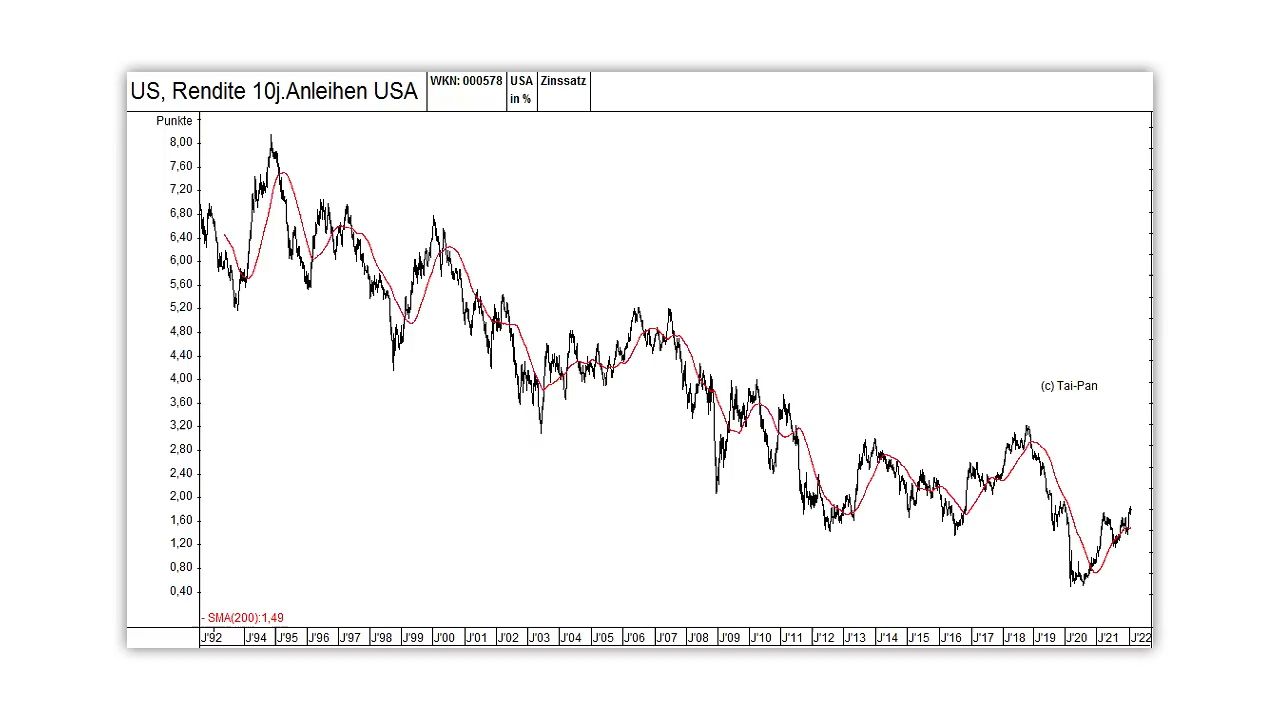 US, Rendite 10j.Anleihen USA
WKN: 000578
USA
in %
Zinssatz
Punkte
8,00
7,60
7,20
6,80
6,40
6,00
5,60
5,20
4,80
4,40
4,00
3,60
3,20
2,80
2,40
2,00
1,60
1,20
0,80
0,40
(c) Tai-Pan
- SMA(200):1,49
J'92 J'94 J'95 J'96 J'97 J'98 J'99 J'00 J'01 J'02 J'03 J'04 J'05 J'06 J'07 J'08 J'09 J'10 J'11 J'12 J'13 J'14 J'15 J'16 J'17 J'18 J'19 J'20 J'21 J'22